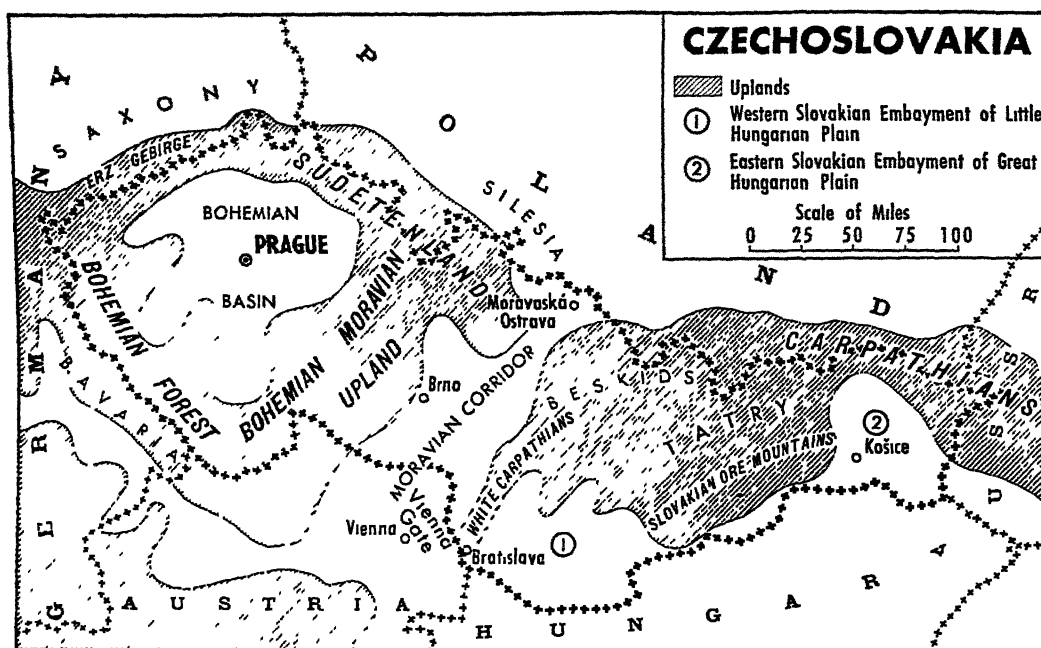 CZECHOSLOVAKIA
Uplands
1 Western Slovakian Embayment of Little
Hungarian Plain
2 Eastern Slovakian Embayment of Great
Hungarian Plain
Scale of Miles
0 25 50 75 100
GERMANY
SAXONY
POLAND
SILESIA
ERZ GEBIRGE
SUDETENLAND
BOHEMIAN
PRAGUE
BASIN
BOHEMIAN
FOREST
BAVARIA
BOHEMIAN MORAVIAN
UPLAND
Moravaská
Ostrava
Brno
MORAVIAN CORRIDOR
BESKIDS
CARPATHIANS
TATRY
WHITE CARPATHIANS
SLOVAKIAN ORE MOUNTAINS
2
Košice
Vienna
Vienna
Gate
Bratislava
1
AUSTRIA
HUNGARY
USSR